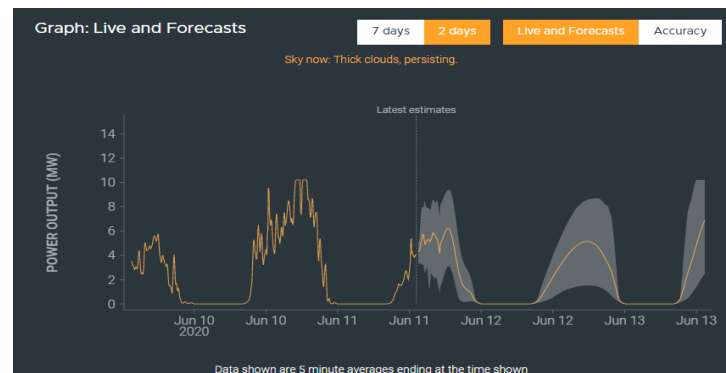 Graph: Live and Forecasts
7 days
2 days
Live and Forecasts
Accuracy
Sky now: Thick clouds, persisting.
Latest estimates
POWER OUTPUT (MW)
14
12
10
8
6
4
2
0
Jun 10
2020
Jun 10
Jun 11
Jun 11
Jun 12
Jun 12
Jun 13
Jun 13
Data shown are 5 minute averages ending at the time shown